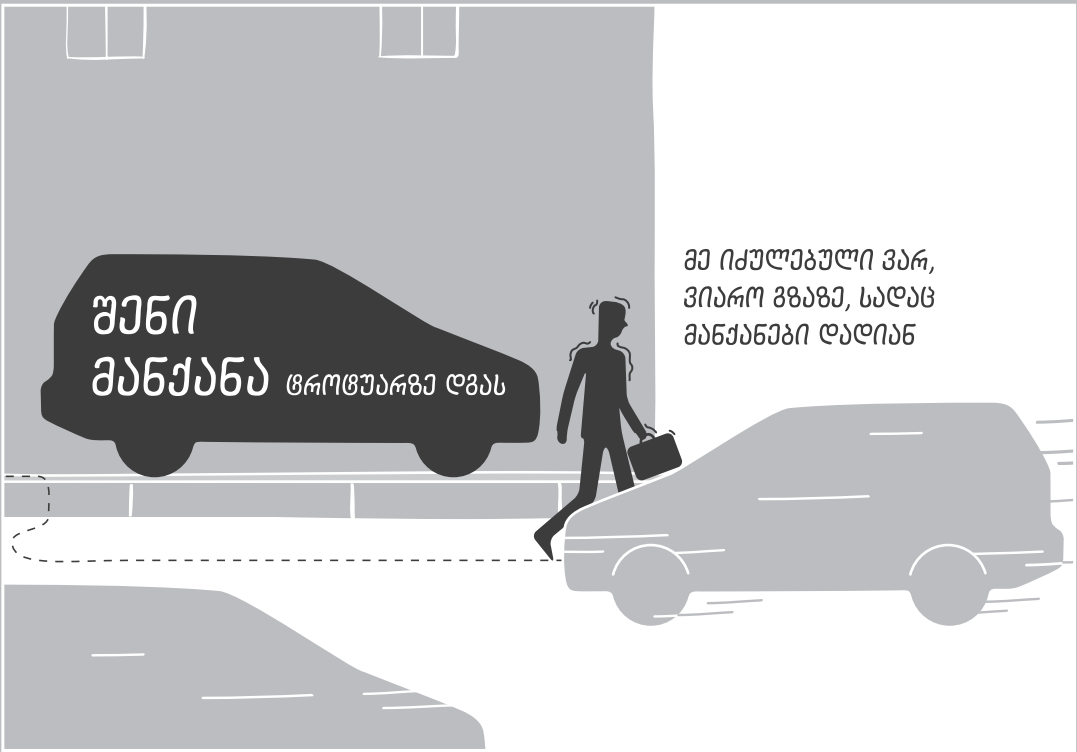 შენი
მანქანა ტროტუარზე დგას
მე იძულებული ვარ,
ვიარო გზაზე, სადაც
მანქანები დადიან